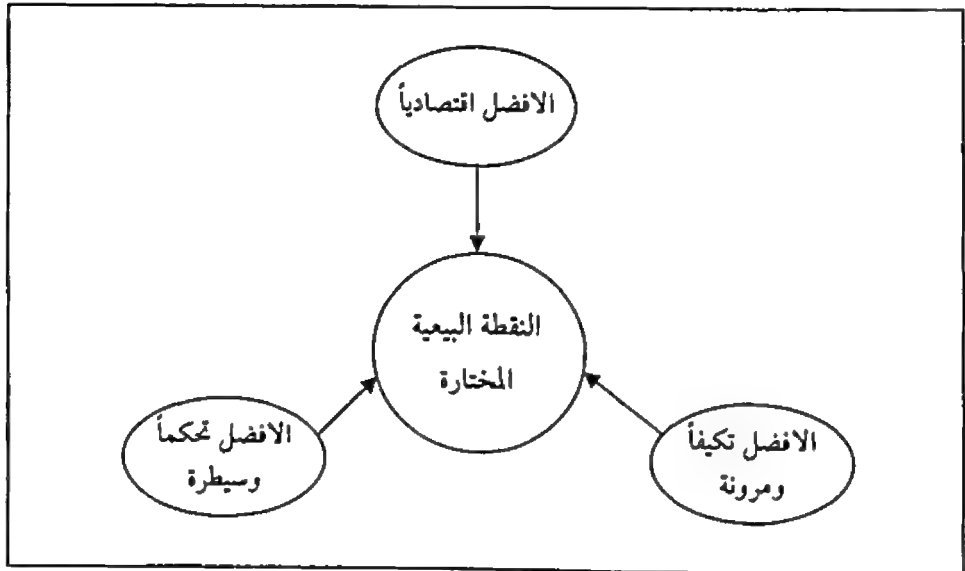 الافضل اقتصادياً
النقطة البيعية
المختارة
الافضل تكيفاً
ومرونة
الافضل تحكماً
وسيطرة